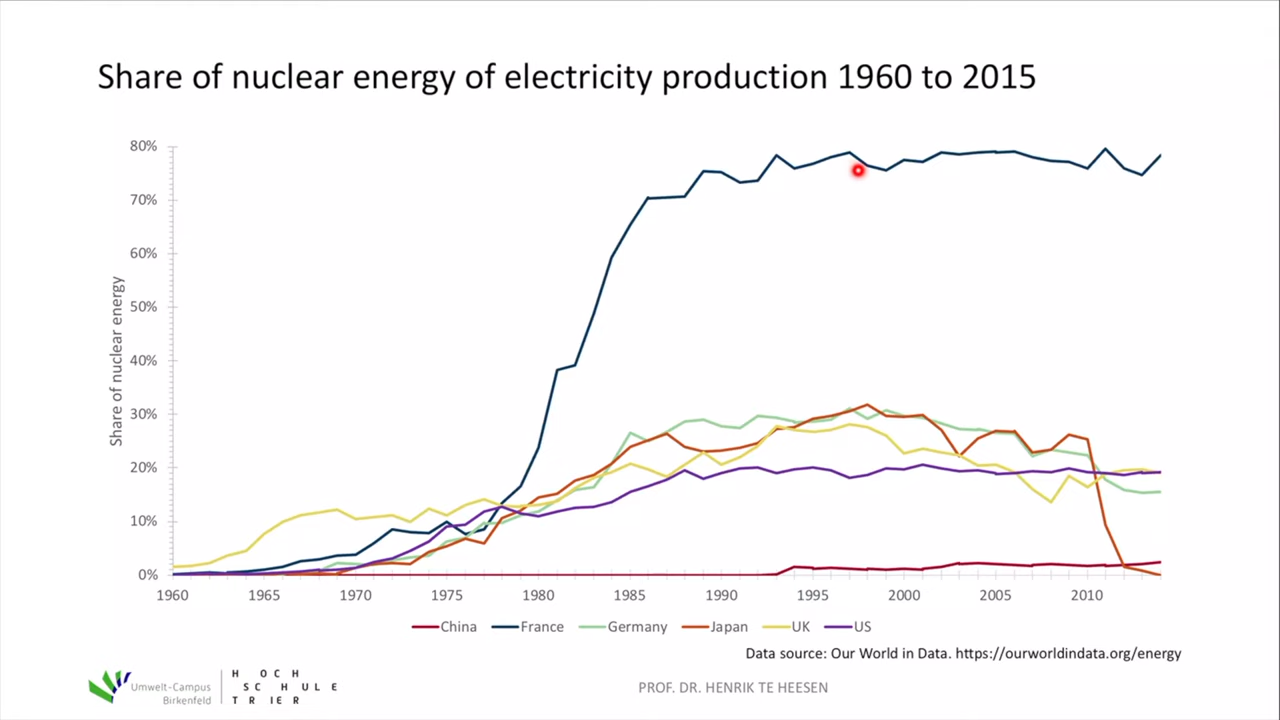 Share of nuclear energy of electricity production 1960 to 2015
80%
70%
60%
50%
40%
30%
20%
10%
0%
Share of nuclear energy
1960 1965 1970 1975 1980 1985 1990 1995 2000 2005 2010
China France Germany Japan UK US
Data source: Our World in Data. https://ourworldindata.org/energy
Umwelt-Campus
Birkenfeld
H O C H
S C H U L E
T R I E R
PROF. DR. HENRIK TE HEESEN